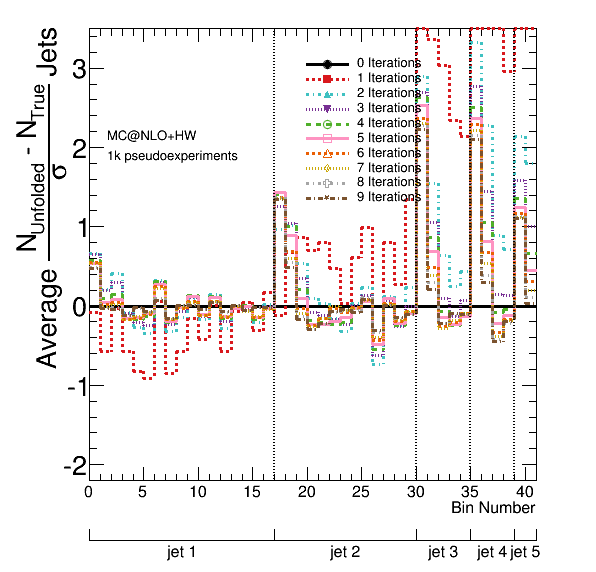 Average N_Unfolded - N_True / σ Jets
3
2
1
0
-1
-2
MC@NLO+HW
1k pseudoexperiments
0 Iterations
1 Iterations
2 Iterations
3 Iterations
4 Iterations
5 Iterations
6 Iterations
7 Iterations
8 Iterations
9 Iterations
0 5 10 15 20 25 30 35 40
Bin Number
jet 1 jet 2 jet 3 jet 4 jet 5